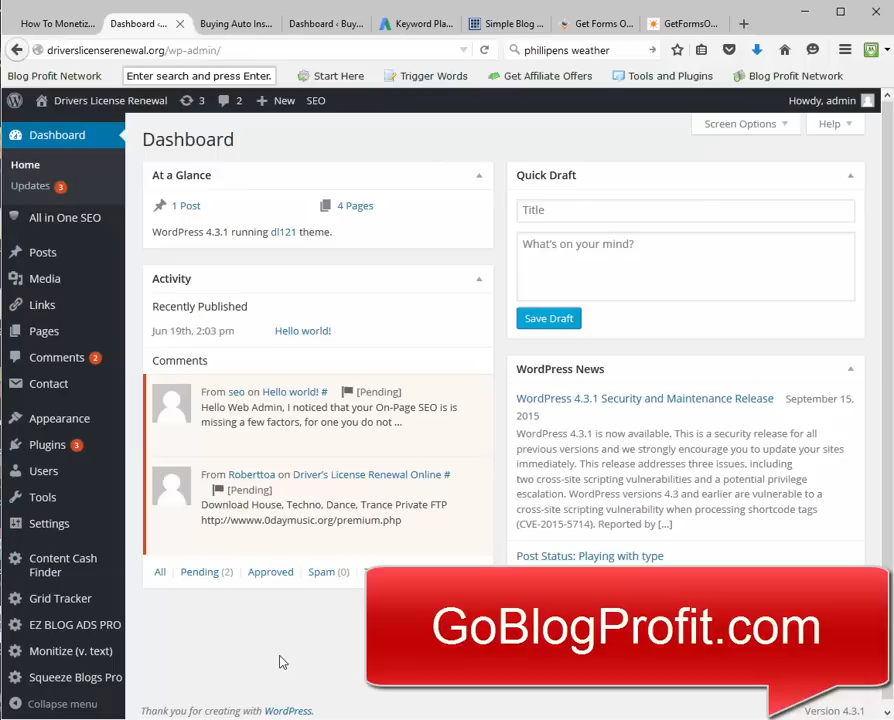 How To Monetiz...
Dashboard ‹ ...
Buying Auto Ins...
Dashboard ‹ Buy...
Keyword Pla...
Simple Blog ...
Get Forms O...
GetFormsO...
driverslicenserenewal.org/wp-admin/
phillipens weather
Blog Profit Network
Enter search and press Enter.
Start Here
Trigger Words
Get Affiliate Offers
Tools and Plugins
Blog Profit Network
Drivers License Renewal
3
2
New
SEO
Howdy, admin
Dashboard
Home
Updates 3
All in One SEO
Posts
Media
Links
Pages
Comments 2
Contact
Appearance
Plugins 3
Users
Tools
Settings
Content Cash
Finder
Grid Tracker
EZ BLOG ADS PRO
Monitize (v. text)
Squeeze Blogs Pro
Collapse menu
Screen Options
Help
Dashboard
At a Glance
1 Post
4 Pages
WordPress 4.3.1 running dl121 theme.
Activity
Recently Published
Jun 19th, 2:03 pm
Hello world!
Comments
From seo on Hello world! # [Pending]
Hello Web Admin, I noticed that your On-Page SEO is is
missing a few factors, for one you do not ...
From Roberttoa on Driver's License Renewal Online #
[Pending]
Download House, Techno, Dance, Trance Private FTP
http://wwww.0daymusic.org/premium.php
All
Pending (2)
Approved
Spam (0)
Quick Draft
Title
What's on your mind?
Save Draft
WordPress News
WordPress 4.3.1 Security and Maintenance Release September 15,
2015
WordPress 4.3.1 is now available. This is a security release for all
previous versions and we strongly encourage you to update your sites
immediately. This release addresses three issues, including
two cross-site scripting vulnerabilities and a potential privilege
escalation. WordPress versions 4.3 and earlier are vulnerable to a
cross-site scripting vulnerability when processing shortcode tags
(CVE-2015-5714). Reported by [...]
Post Status: Playing with type
GoBlogProfit.com
Thank you for creating with WordPress.
Version 4.3.1